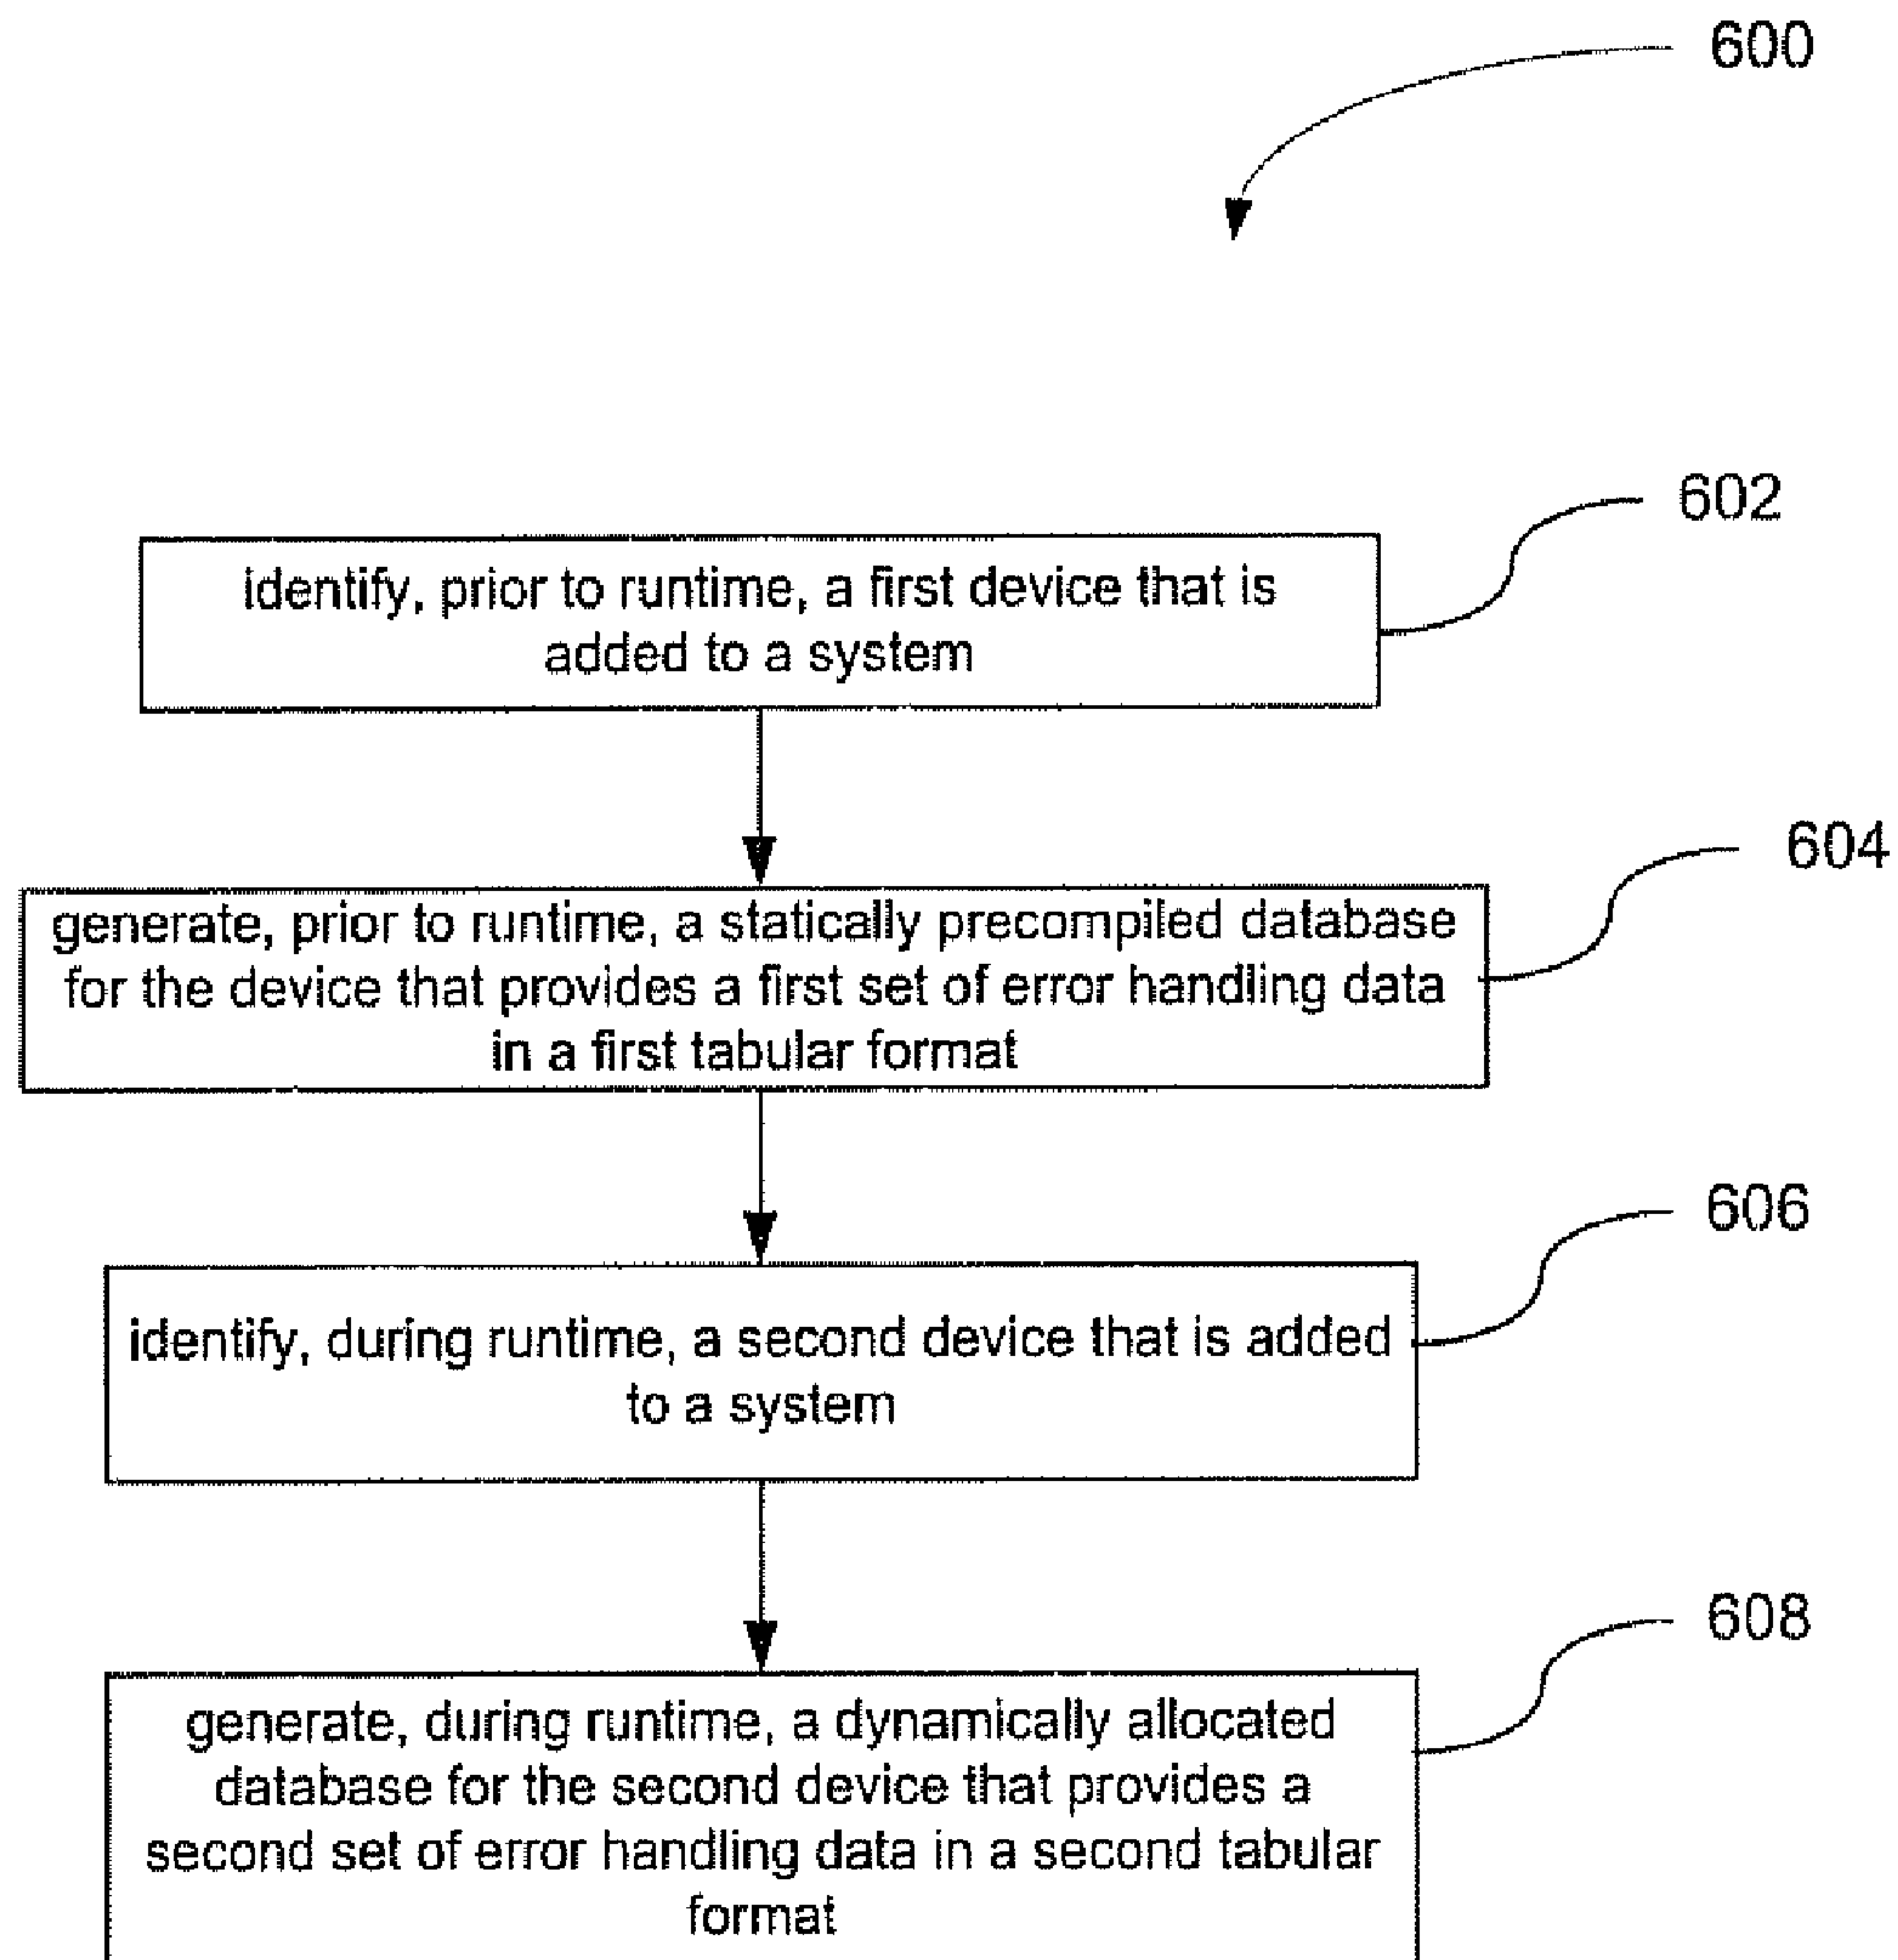 600
602
identify, prior to runtime, a first device that is
added to a system
604
generate, prior to runtime, a statically precompiled database
for the device that provides a first set of error handling data
in a first tabular format
606
identify, during runtime, a second device that is added
to a system
608
generate, during runtime, a dynamically allocated
database for the second device that provides a
second set of error handling data in a second tabular
format